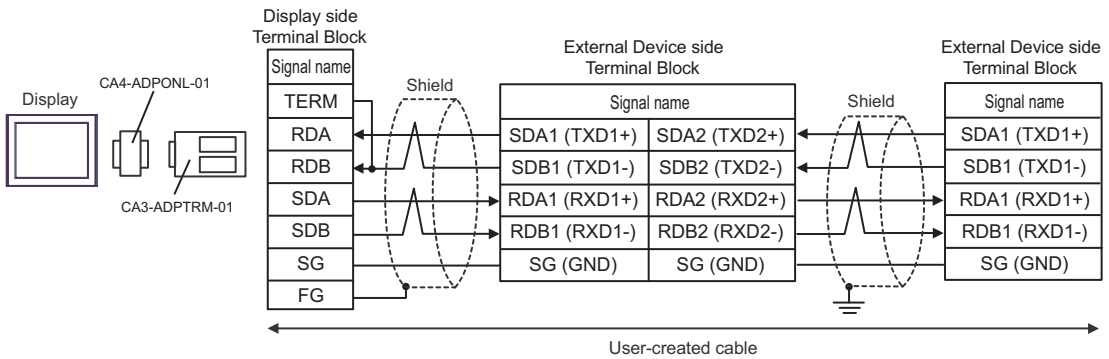 Display side
Terminal Block
Signal name
TERM
RDA
RDB
SDA
SDB
SG
FG
Display
CA4-ADPONL-01
CA3-ADPTRM-01
Shield
External Device side
Terminal Block
Signal name
SDA1 (TXD1+) SDA2 (TXD2+)
SDB1 (TXD1-) SDB2 (TXD2-)
RDA1 (RXD1+) RDA2 (RXD2+)
RDB1 (RXD1-) RDB2 (RXD2-)
SG (GND) SG (GND)
Shield
External Device side
Terminal Block
Signal name
SDA1 (TXD1+)
SDB1 (TXD1-)
RDA1 (RXD1+)
RDB1 (RXD1-)
SG (GND)
User-created cable